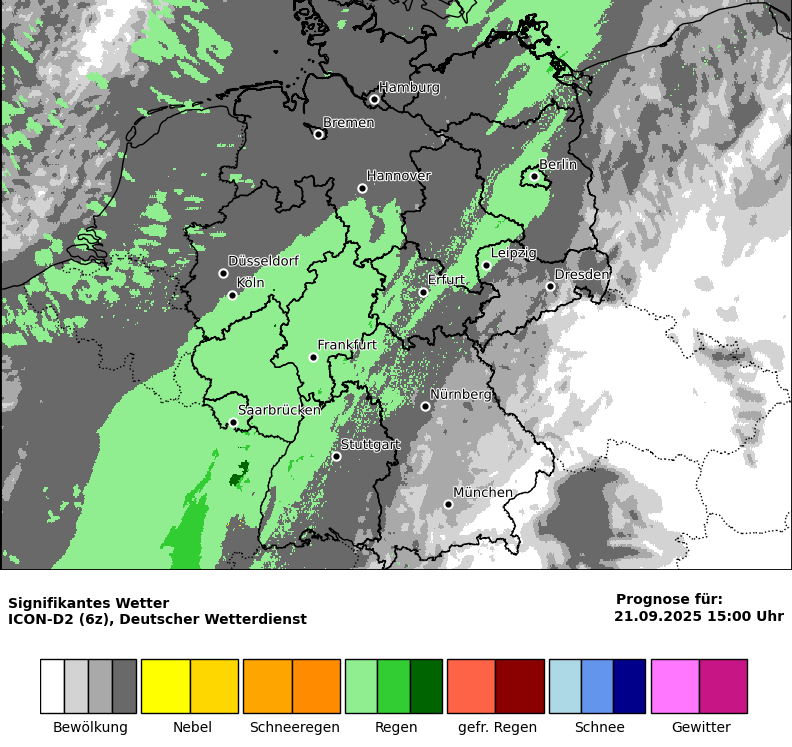 Hamburg
Bremen
Berlin
Hannover
Leipzig
Düsseldorf
Dresden
Köln
Erfurt
Frankfurt
Nürnberg
Saarbrücken
Stuttgart
München
Signifikantes Wetter
ICON-D2 (6z), Deutscher Wetterdienst
Prognose für:
21.09.2025 15:00 Uhr
Bewölkung
Nebel
Schneeregen
Regen
gefr. Regen
Schnee
Gewitter